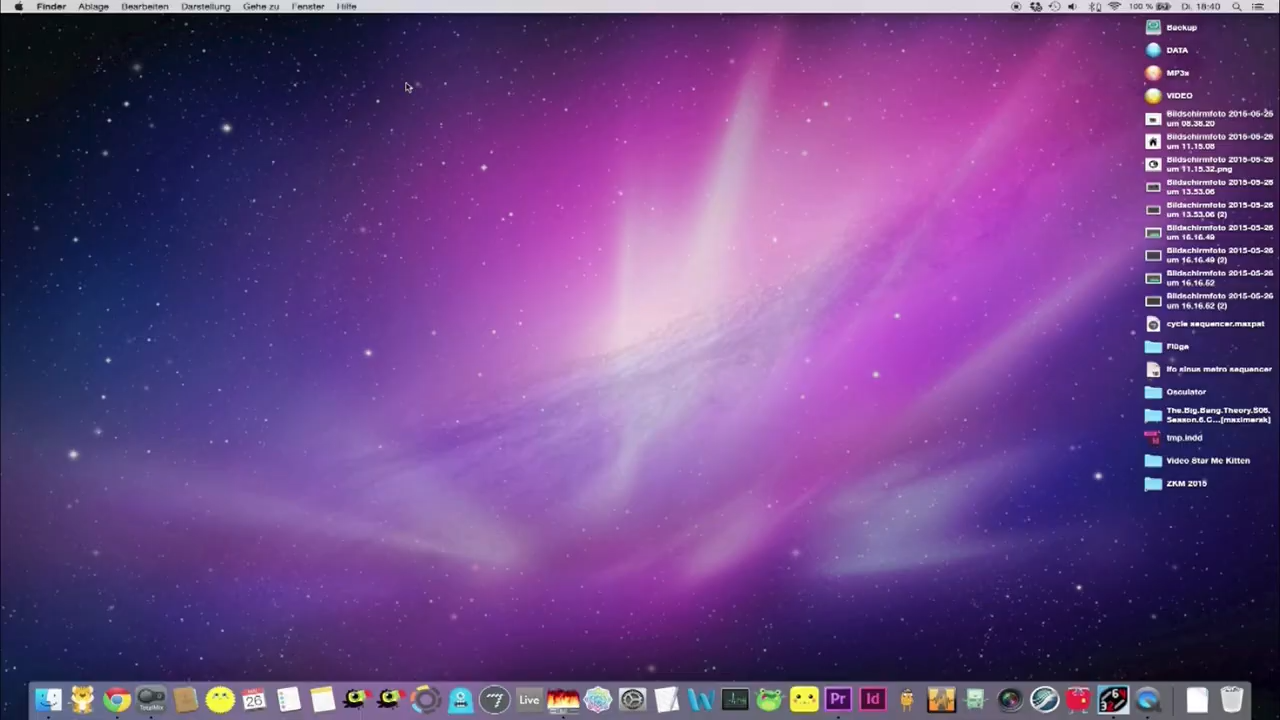 Finder Ablage Bearbeiten Darstellung Gehe zu Fenster Hilfe 100 % Di. 18:40
Backup
DATA
MP3s
VIDEO
Bildschirmfoto 2015-05-26
um 08.38.20
Bildschirmfoto 2015-05-26
um 11.15.08
Bildschirmfoto 2015-05-26
um 11.15.32.png
Bildschirmfoto 2015-05-26
um 13.53.06
Bildschirmfoto 2015-05-26
um 13.53.06 (2)
Bildschirmfoto 2015-05-26
um 16.16.49
Bildschirmfoto 2015-05-26
um 16.16.49 (2)
Bildschirmfoto 2015-05-26
um 16.16.52
Bildschirmfoto 2015-05-26
um 16.16.52 (2)
cycle sequencer.maxpat
Flüge
lfo sinus metro sequencer
Osculator
The.Big.Bang.Theory.S06.
Season.6.C...[maximersk]
tmp.indd
Video Star Me Kitten
ZKM 2015
TotalMix
26
Live
Pr
Id